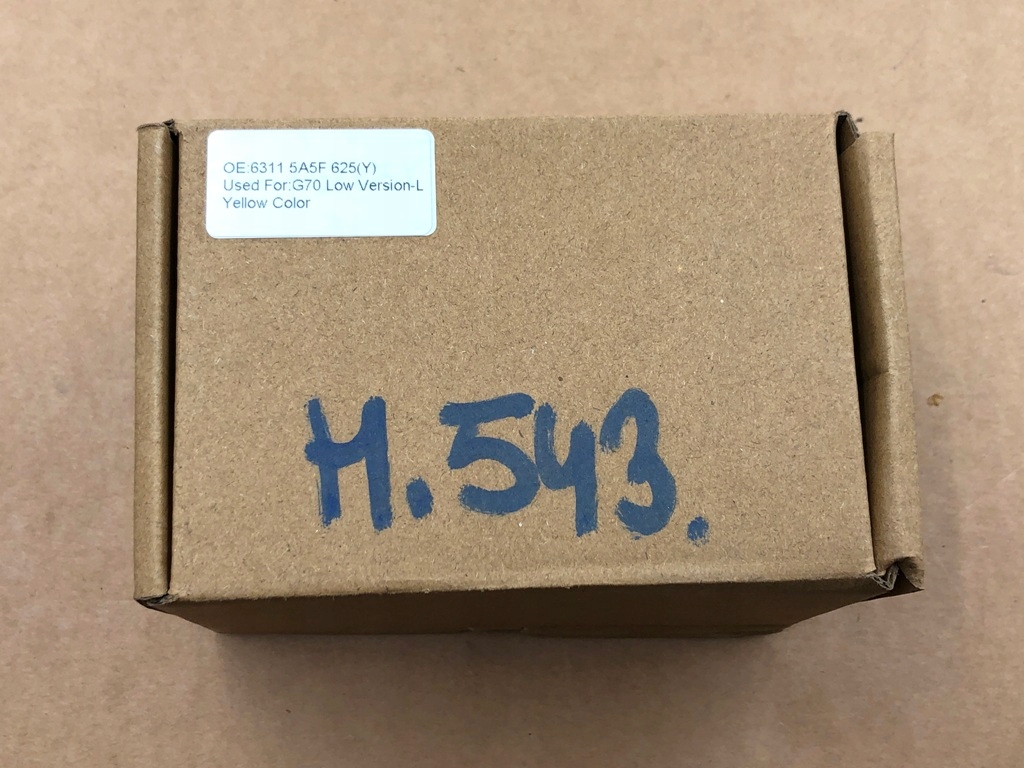 OE:6311 5A5F 625(Y)
Used For:G70 Low Version-L
Yellow Color
H.543.